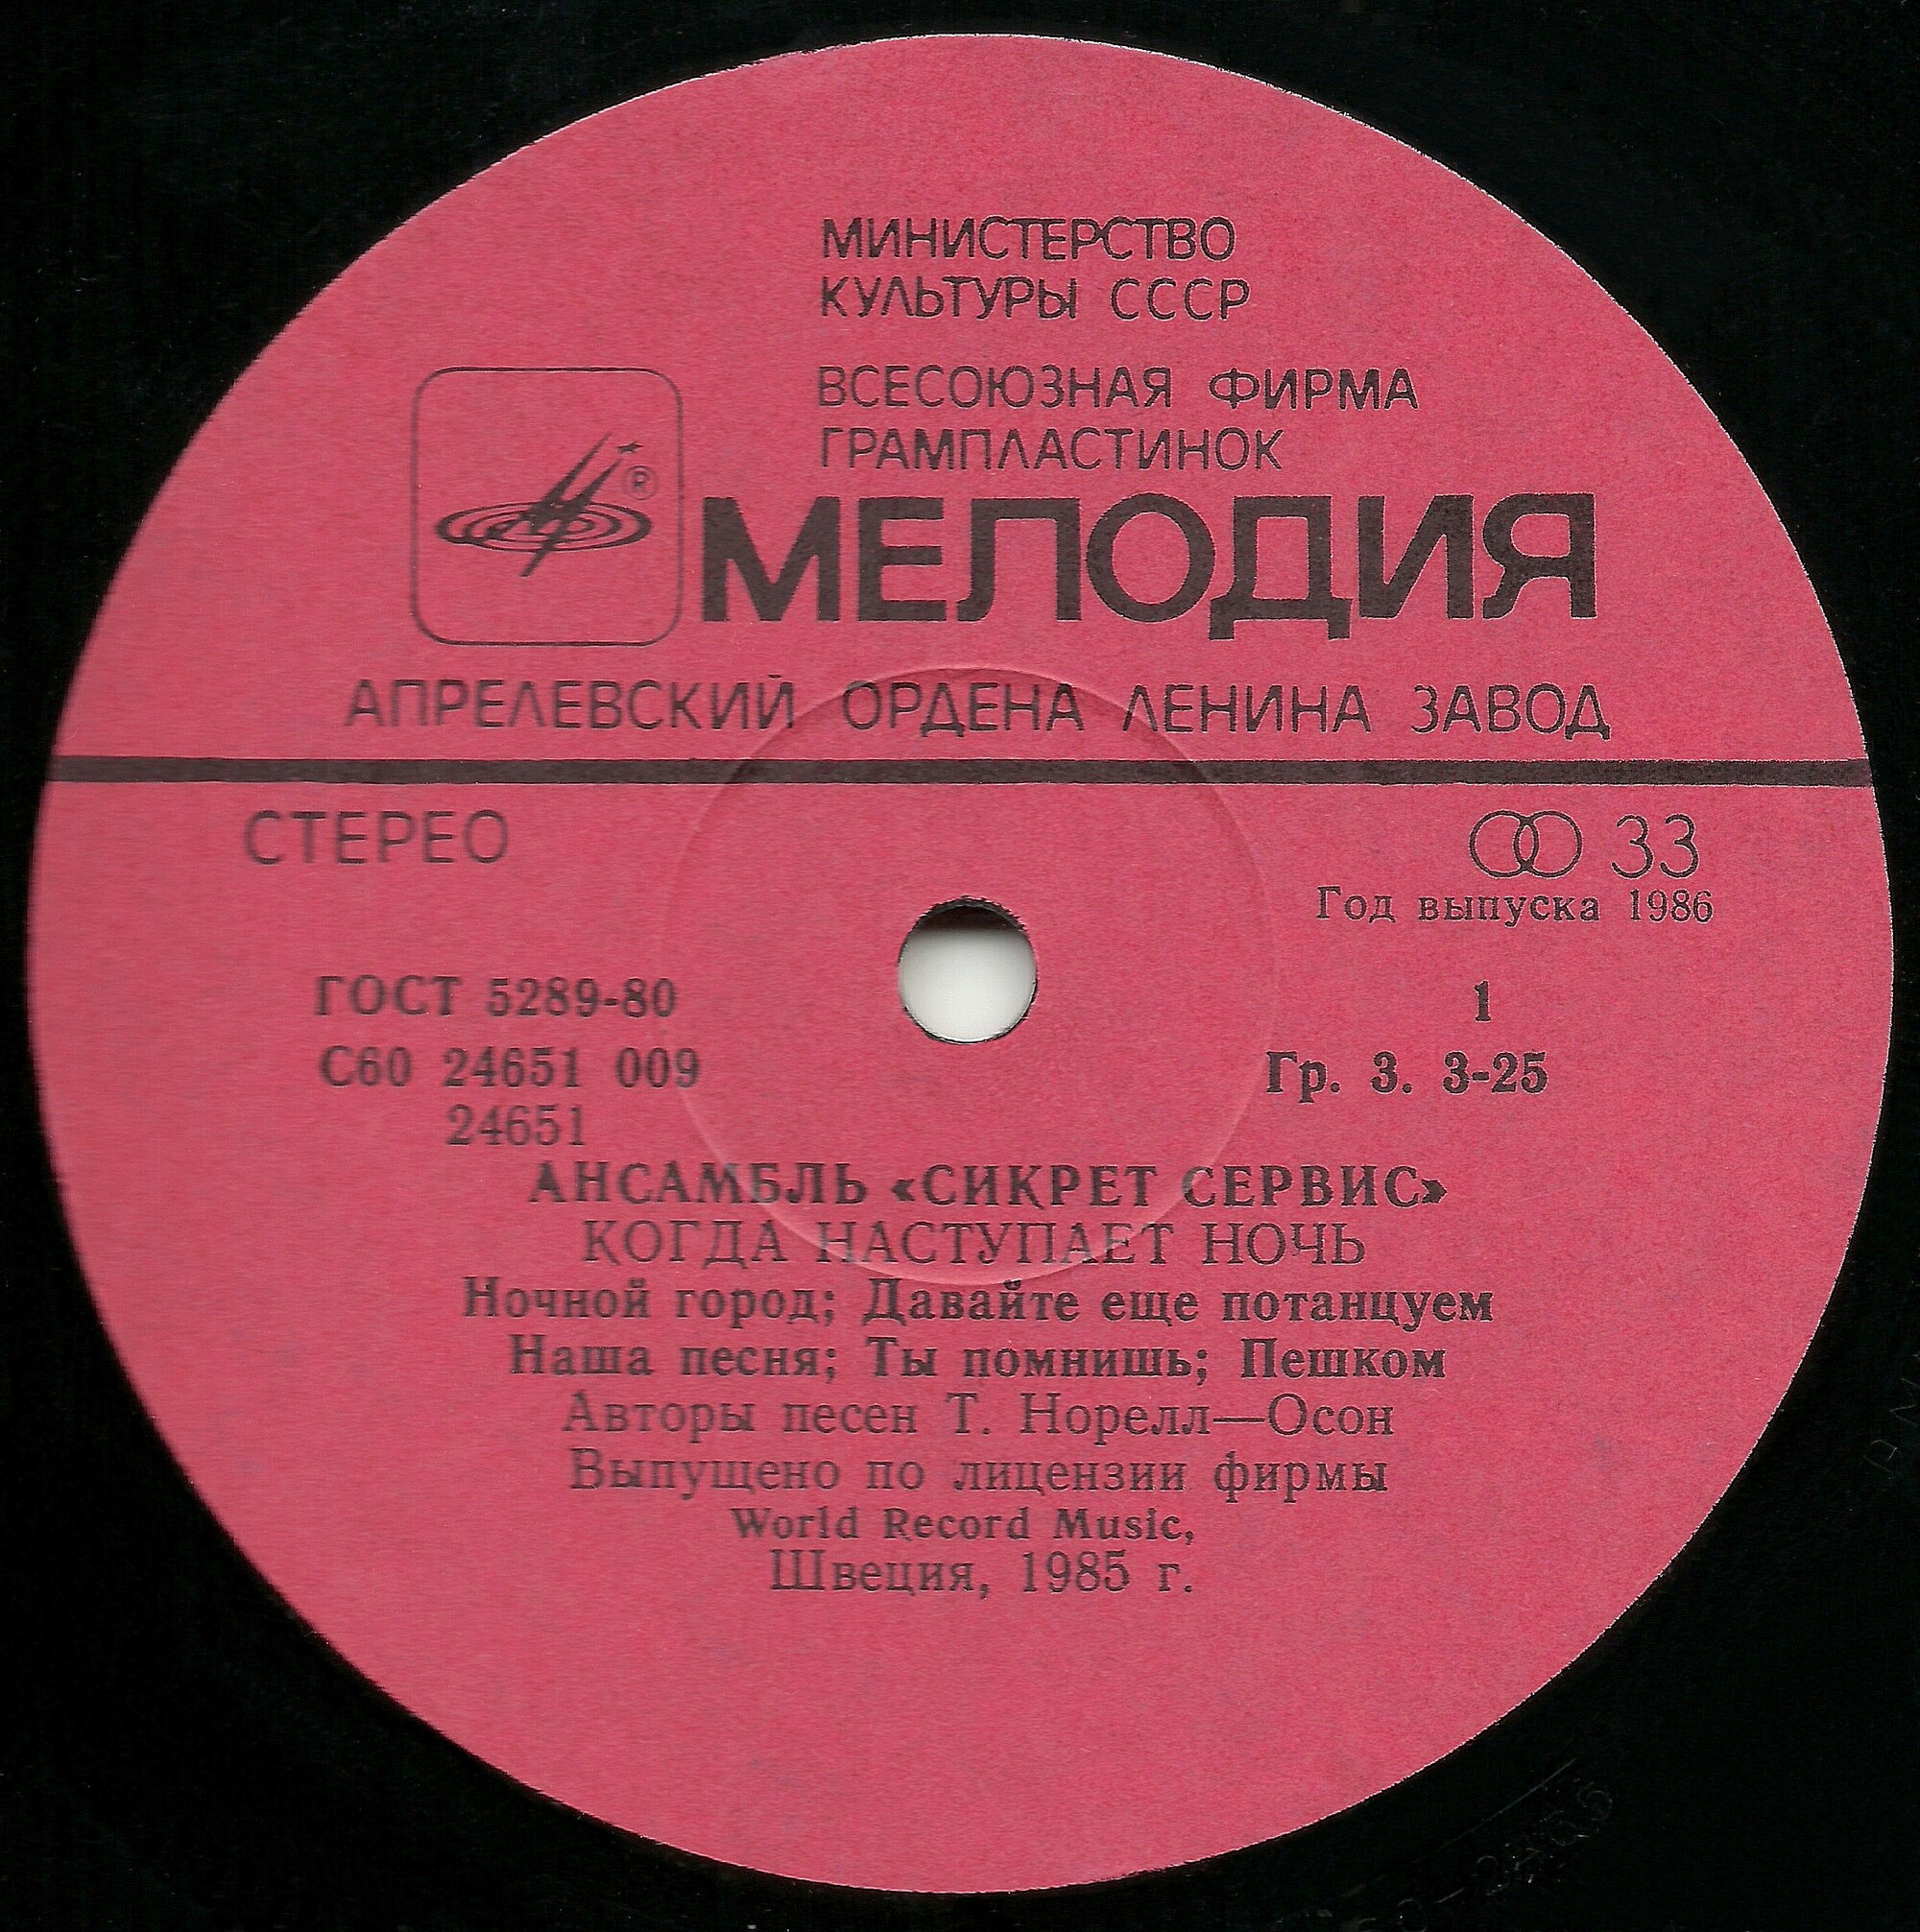 МИНИСТЕРСТВО
КУЛЬТУРЫ СССР
ВСЕСОЮЗНАЯ ФИРМА
ГРАМПЛАСТИНОК
®
МЕЛОДИЯ
АПРЕЛЕВСКИЙ ОРДЕНА ЛЕНИНА ЗАВОД
СТЕРЕО
33
Год выпуска 1986
ГОСТ 5289-80
1
С60 24651 009
Гр. 3. 3-25
24651
АНСАМБЛЬ «СИКРЕТ СЕРВИС»
КОГДА НАСТУПАЕТ НОЧЬ
Ночной город; Давайте еще потанцуем
Наша песня; Ты помнишь; Пешком
Авторы песен Т. Норелл—Осон
Выпущено по лицензии фирмы
World Record Music,
Швеция, 1985 г.